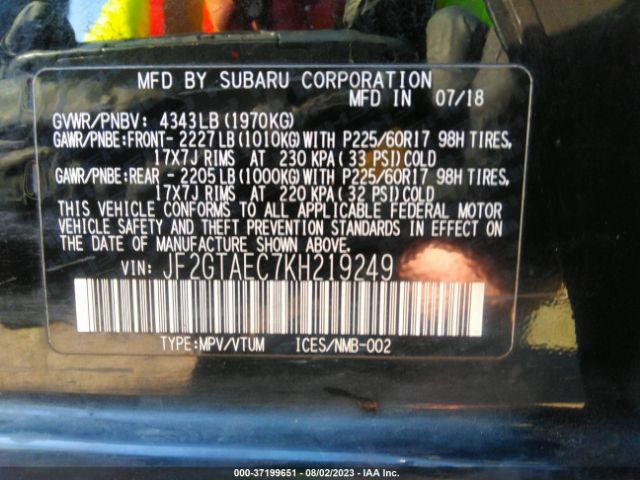 MFD BY SUBARU CORPORATION
MFD IN 07/18
GVWR/PNBV: 4343LB(1970KG)
GAWR/PNBE:FRONT- 2227LB(1010KG)WITH P225/60R17 98H TIRES,
17X7J RIMS AT 230 KPA(33 PSI)COLD
GAWR/PNBE:REAR - 2205LB(1000KG)WITH P225/60R17 98H TIRES,
17X7J RIMS AT 220 KPA(32 PSI)COLD
THIS VEHICLE CONFORMS TO ALL APPLICABLE FEDERAL MOTOR
VEHICLE SAFETY AND THEFT PREVENTION STANDARDS IN EFFECT ON
THE DATE OF MANUFACTURE SHOWN ABOVE.
VIN: JF2GTAEC7KH219249
TYPE:MPV/VTUM ICES/NMB-002
000-37199651 - 08/02/2023 - IAA Inc.